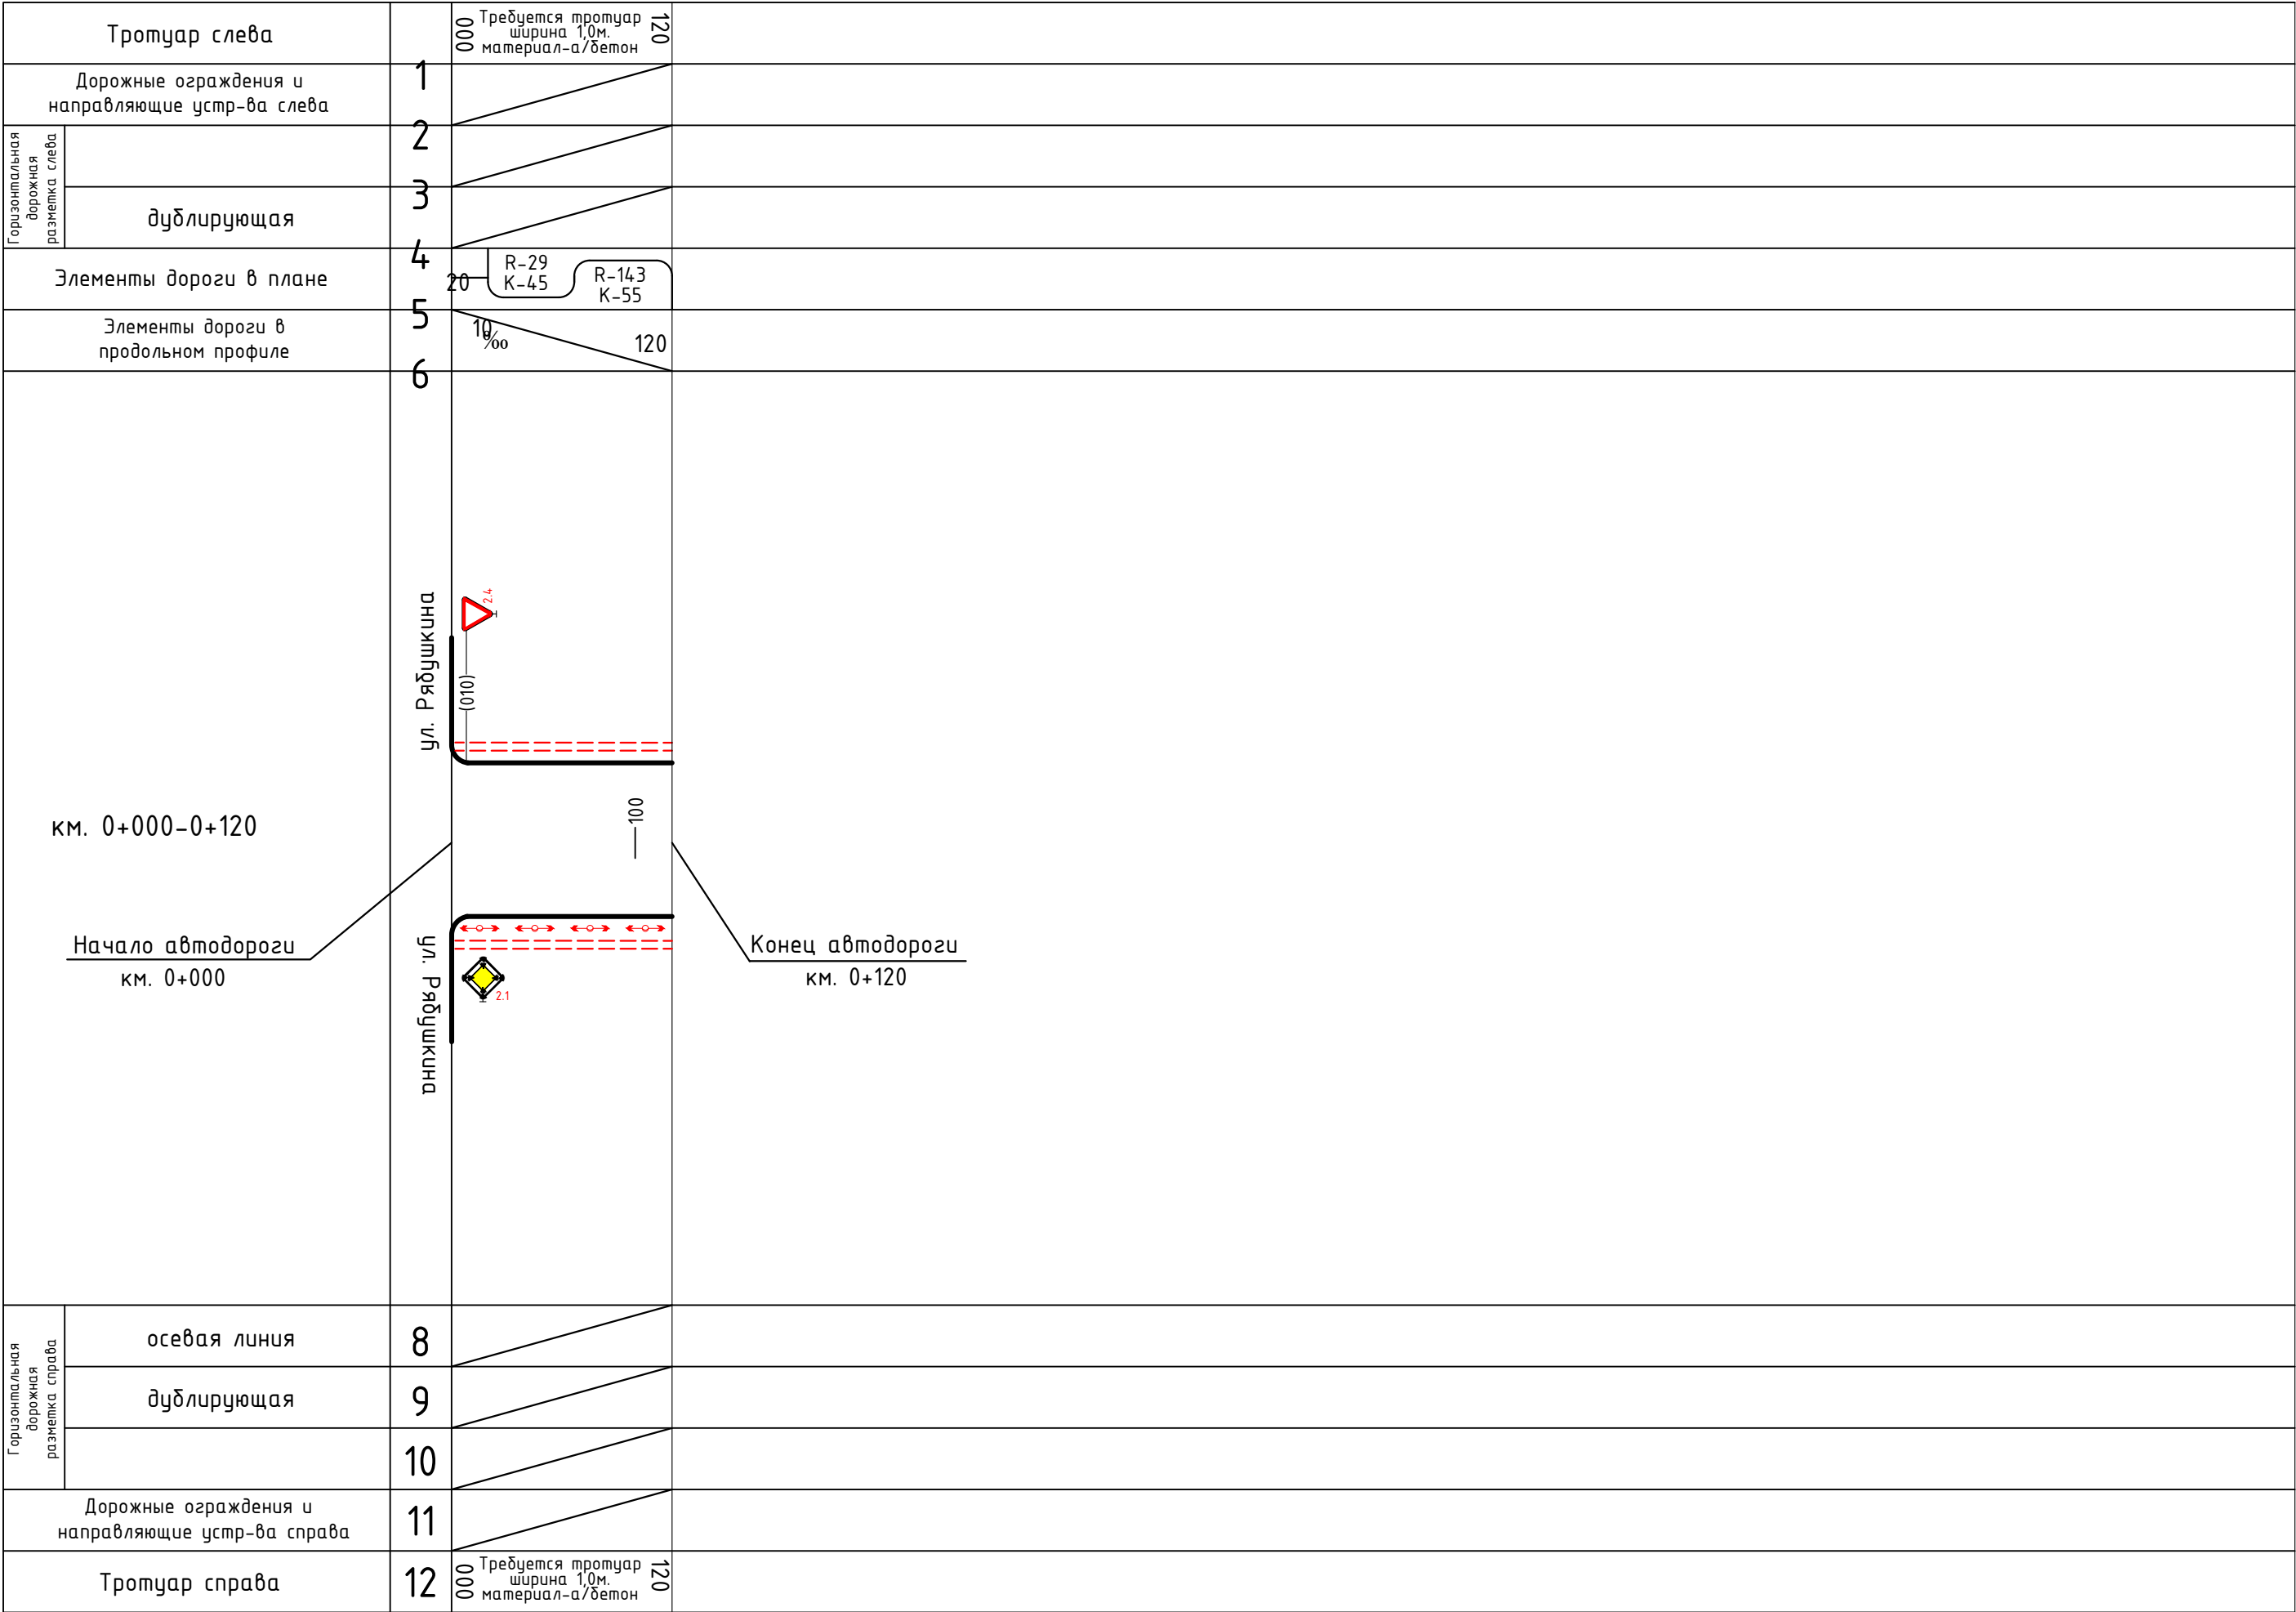 Тротуар слева
000
Требуется тротуар
ширина 1,0м.
материал-а/бетон
120
1
Дорожные ограждения и
направляющие устр-ва слева
2
Горизонтальная
дорожная
разметка слева
3
дублирующая
4
Элементы дороги в плане
20
R-29
K-45
R-143
K-55
5
Элементы дороги в
продольном профиле
10
‰
120
6
2.4
ул. Рябушкина
(010)
км. 0+000-0+120
100
Начало автодороги
км. 0+000
ул. Рябушкина
2.1
Конец автодороги
км. 0+120
Горизонтальная
дорожная
разметка справа
осевая линия
8
дублирующая
9
10
Дорожные ограждения и
направляющие устр-ва справа
11
Тротуар справа
12
000
Требуется тротуар
ширина 1,0м.
материал-а/бетон
120